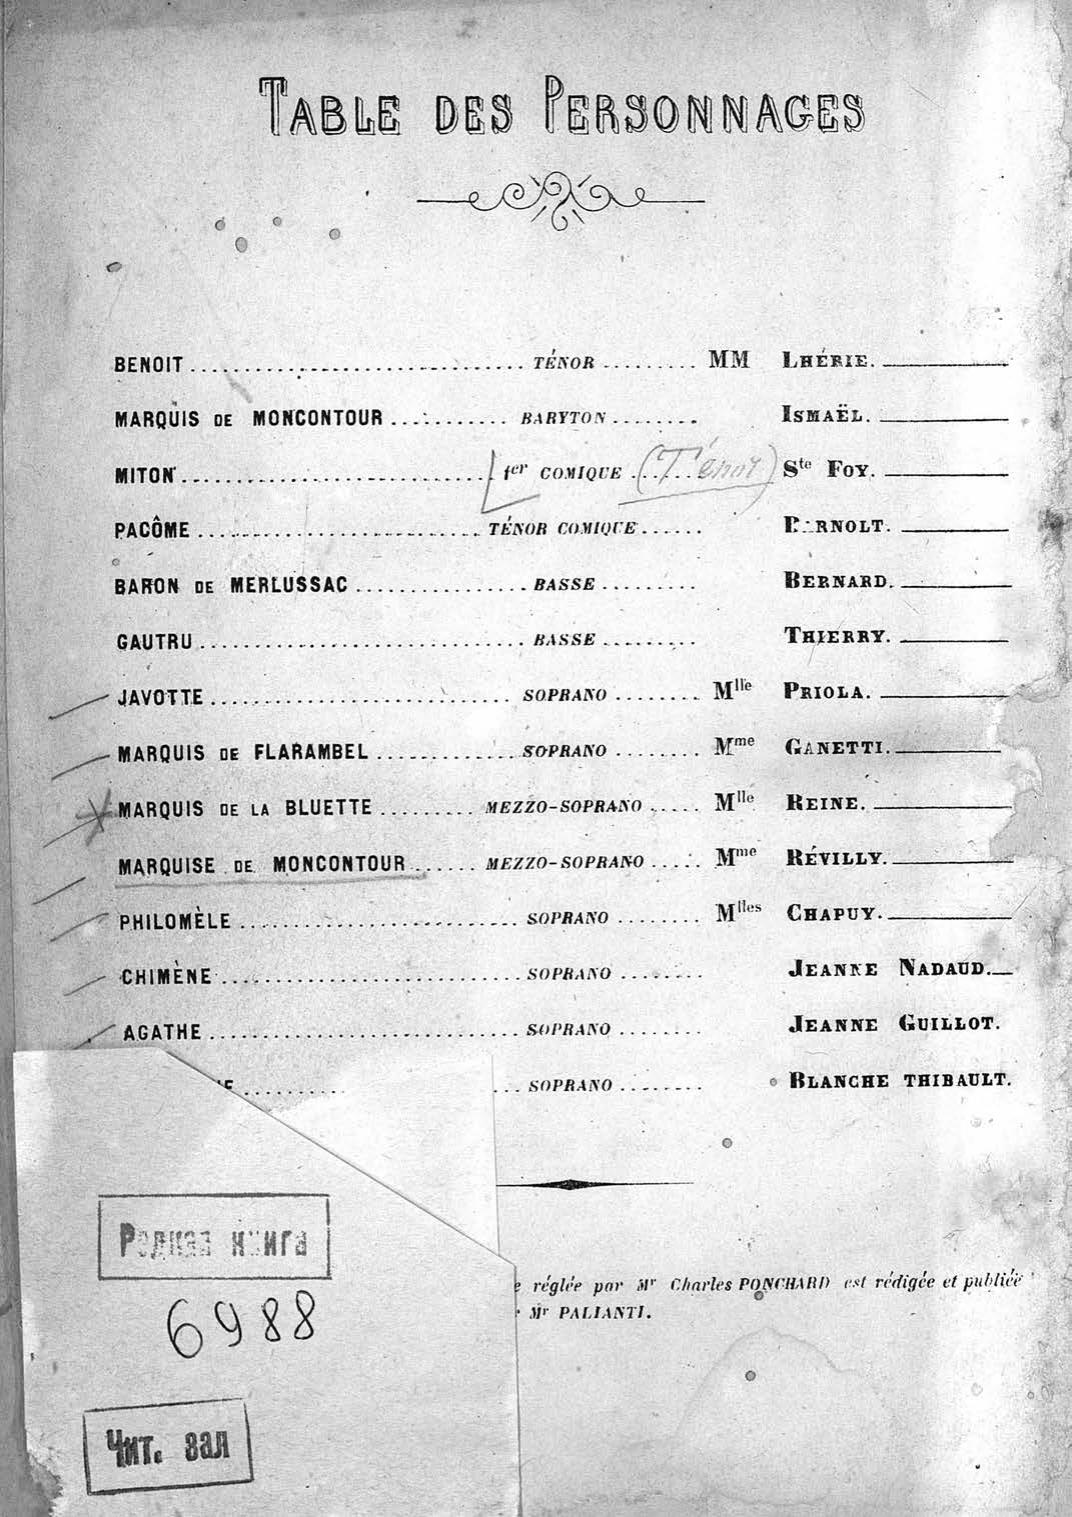 TABLE DES PERSONNAGES
BENOIT ........ TÉNOR ........ MM LHÉRIE.
MARQUIS DE MONCONTOUR ........ BARYTON ........ ISMAËL.
MITON ........ 1er COMIQUE ........ (Ténor) Ste FOY.
PACÔME ........ TÉNOR COMIQUE ........
BARON DE MERLUSSAC ........ BASSE ........ BERNARD.
GAUTRU ........ BASSE ........ THIERRY.
JAVOTTE ........ SOPRANO ........ Mlle PRIOLA.
MARQUIS DE FLARAMBEL ........ SOPRANO ........ Mme GANETTI.
MARQUIS DE LA BLUETTE ........ MEZZO-SOPRANO ........ Mlle REINE.
MARQUISE DE MONCONTOUR ........ MEZZO-SOPRANO ........ Mme RÉVILLY.
PHILOMÈLE ........ SOPRANO ........ Mlles CHAPUY.
CHIMÈNE ........ SOPRANO ........ JEANNE NADAUD.
AGATHE ........ SOPRANO ........ JEANNE GUILLOT.
........ SOPRANO ........ BLANCHE THIBAULT.
réglée par Mr Charles PONCHARD est rédigée et publiée
Mr PALIANTI.
Родная книга
6988
Чит. зал